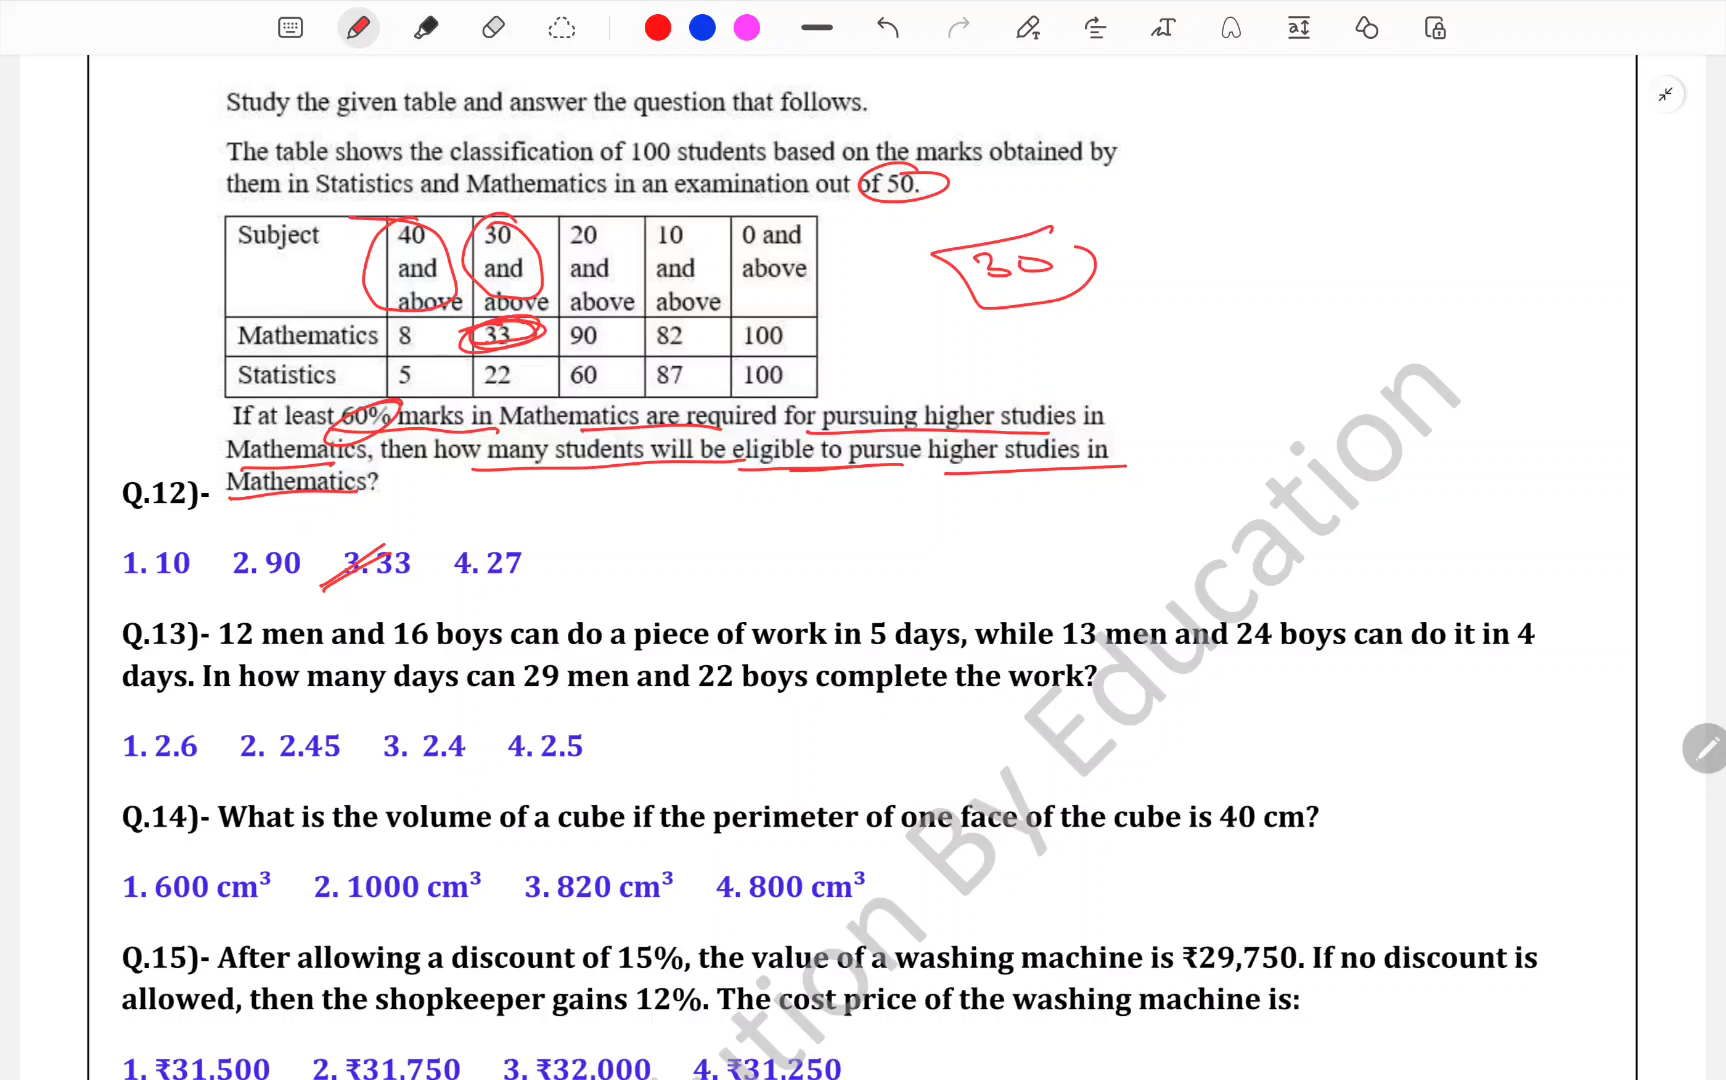 Study the given table and answer the question that follows.
The table shows the classification of 100 students based on the marks obtained by
them in Statistics and Mathematics in an examination out of 50.
Subject 40 and above 30 and above 20 and above 10 and above 0 and above
30
Mathematics 8 33 90 82 100
Statistics 5 22 60 87 100
If at least 60% marks in Mathematics are required for pursuing higher studies in
Mathematics, then how many students will be eligible to pursue higher studies in
Q.12)- Mathematics?
1. 10 2. 90 3. 33 4. 27
Q.13)- 12 men and 16 boys can do a piece of work in 5 days, while 13 men and 24 boys can do it in 4
days. In how many days can 29 men and 22 boys complete the work?
1. 2.6 2. 2.45 3. 2.4 4. 2.5
Q.14)- What is the volume of a cube if the perimeter of one face of the cube is 40 cm?
1. 600 cm³ 2. 1000 cm³ 3. 820 cm³ 4. 800 cm³
Q.15)- After allowing a discount of 15%, the value of a washing machine is ₹29,750. If no discount is
allowed, then the shopkeeper gains 12%. The cost price of the washing machine is:
1. ₹31,500 2. ₹31,750 3. ₹32,000 4. ₹31,250
By Education